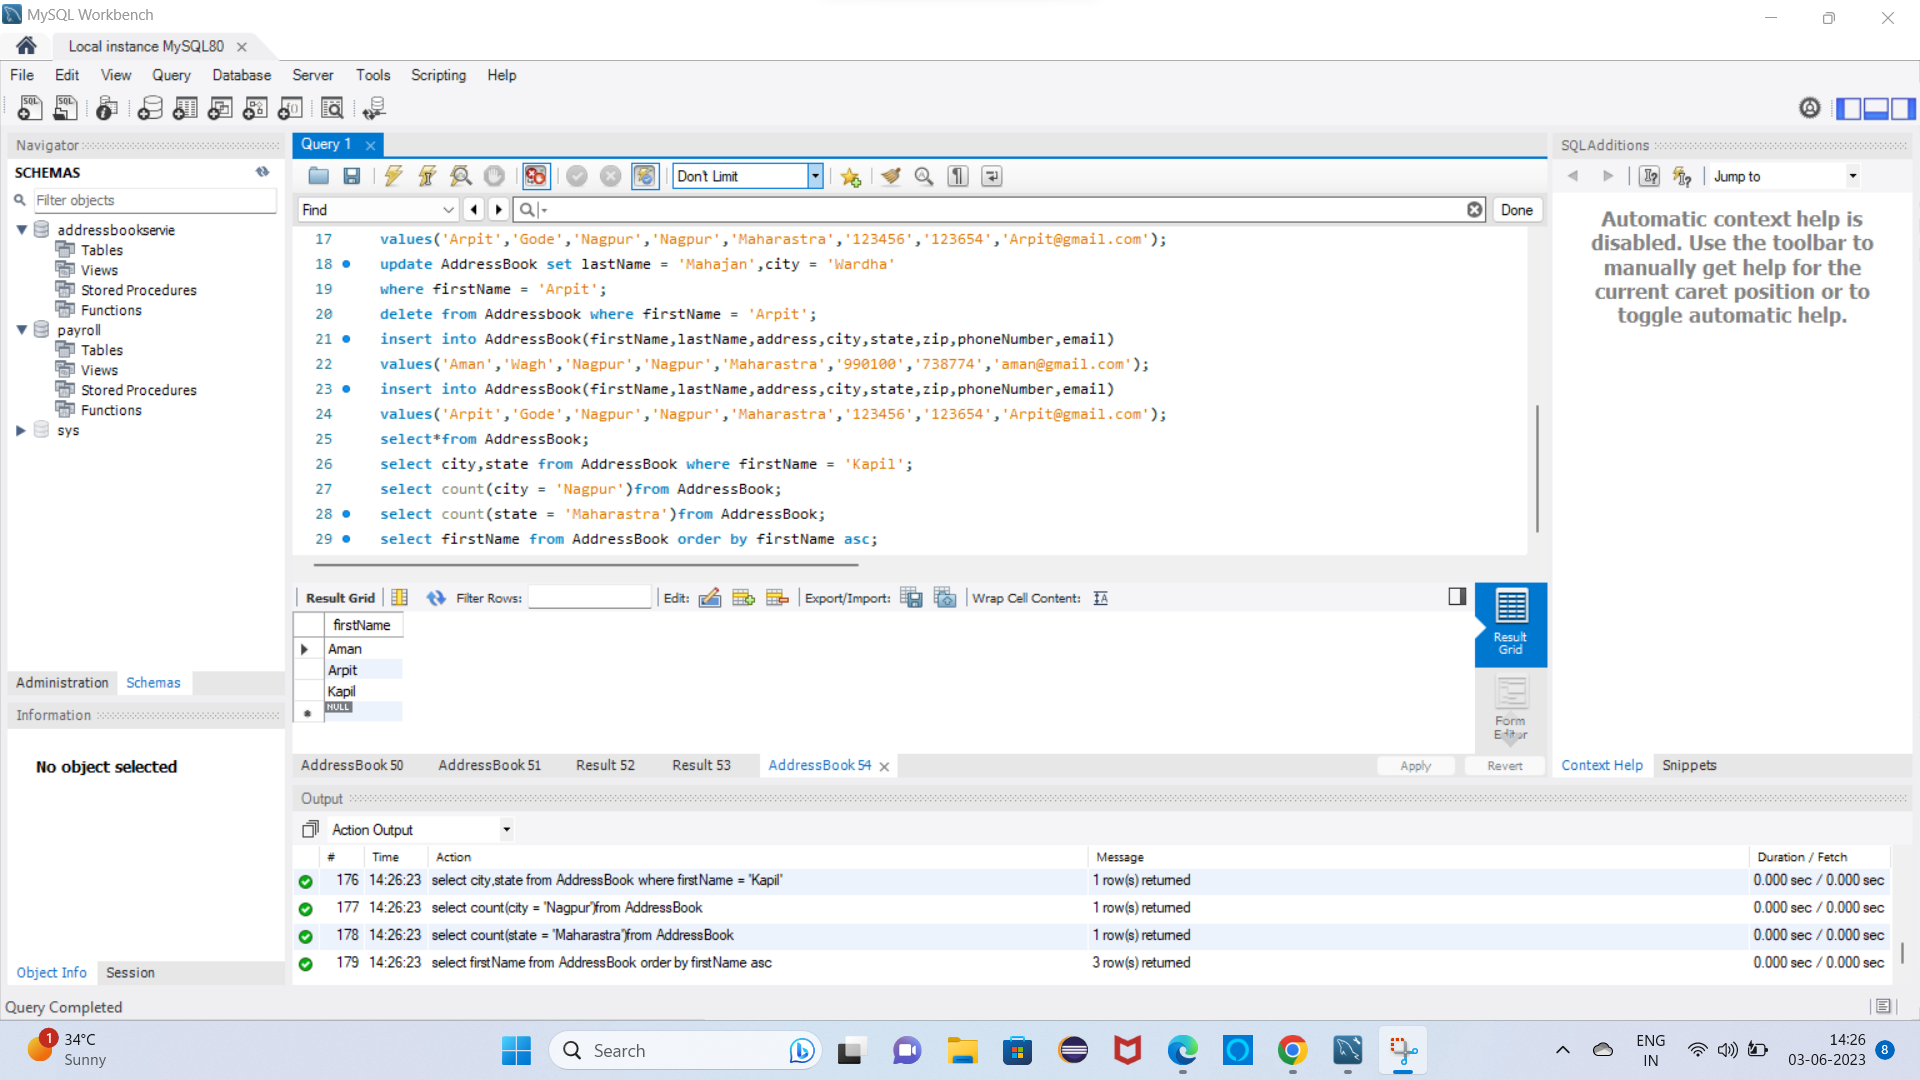 MySQL Workbench
Local instance MySQL80
File Edit View Query Database Server Tools Scripting Help
Navigator
SCHEMAS
Filter objects
addressbookservie
Tables
Views
Stored Procedures
Functions
payroll
Tables
Views
Stored Procedures
Functions
sys
Administration Schemas
Information
No object selected
Object Info Session
Query Completed
Query 1
Don't Limit
Find
Done
17 values('Arpit','Gode','Nagpur','Nagpur','Maharastra','123456','123654','Arpit@gmail.com');
18 update AddressBook set lastName = 'Mahajan',city = 'Wardha'
19 where firstName = 'Arpit';
20 delete from Addressbook where firstName = 'Arpit';
21 insert into AddressBook(firstName,lastName,address,city,state,zip,phoneNumber,email)
22 values('Aman','Wagh','Nagpur','Nagpur','Maharastra','990100','738774','aman@gmail.com');
23 insert into AddressBook(firstName,lastName,address,city,state,zip,phoneNumber,email)
24 values('Arpit','Gode','Nagpur','Nagpur','Maharastra','123456','123654','Arpit@gmail.com');
25 select*from AddressBook;
26 select city,state from AddressBook where firstName = 'Kapil';
27 select count(city = 'Nagpur')from AddressBook;
28 select count(state = 'Maharastra')from AddressBook;
29 select firstName from AddressBook order by firstName asc;
Result Grid Filter Rows: Edit: Export/Import: Wrap Cell Content:
firstName
Aman
Arpit
Kapil
NULL
Result
Grid
Form
Editor
AddressBook 50 AddressBook 51 Result 52 Result 53 AddressBook 54 Apply Revert
SQLAdditions
Jump to
Automatic context help is
disabled. Use the toolbar to
manually get help for the
current caret position or to
toggle automatic help.
Context Help Snippets
Output
Action Output
# Time Action Message Duration / Fetch
176 14:26:23 select city,state from AddressBook where firstName = 'Kapil' 1 row(s) returned 0.000 sec / 0.000 sec
177 14:26:23 select count(city = 'Nagpur')from AddressBook 1 row(s) returned 0.000 sec / 0.000 sec
178 14:26:23 select count(state = 'Maharastra')from AddressBook 1 row(s) returned 0.000 sec / 0.000 sec
179 14:26:23 select firstName from AddressBook order by firstName asc 3 row(s) returned 0.000 sec / 0.000 sec
1
34°C
Sunny
Search
ENG
IN
14:26
03-06-2023
8